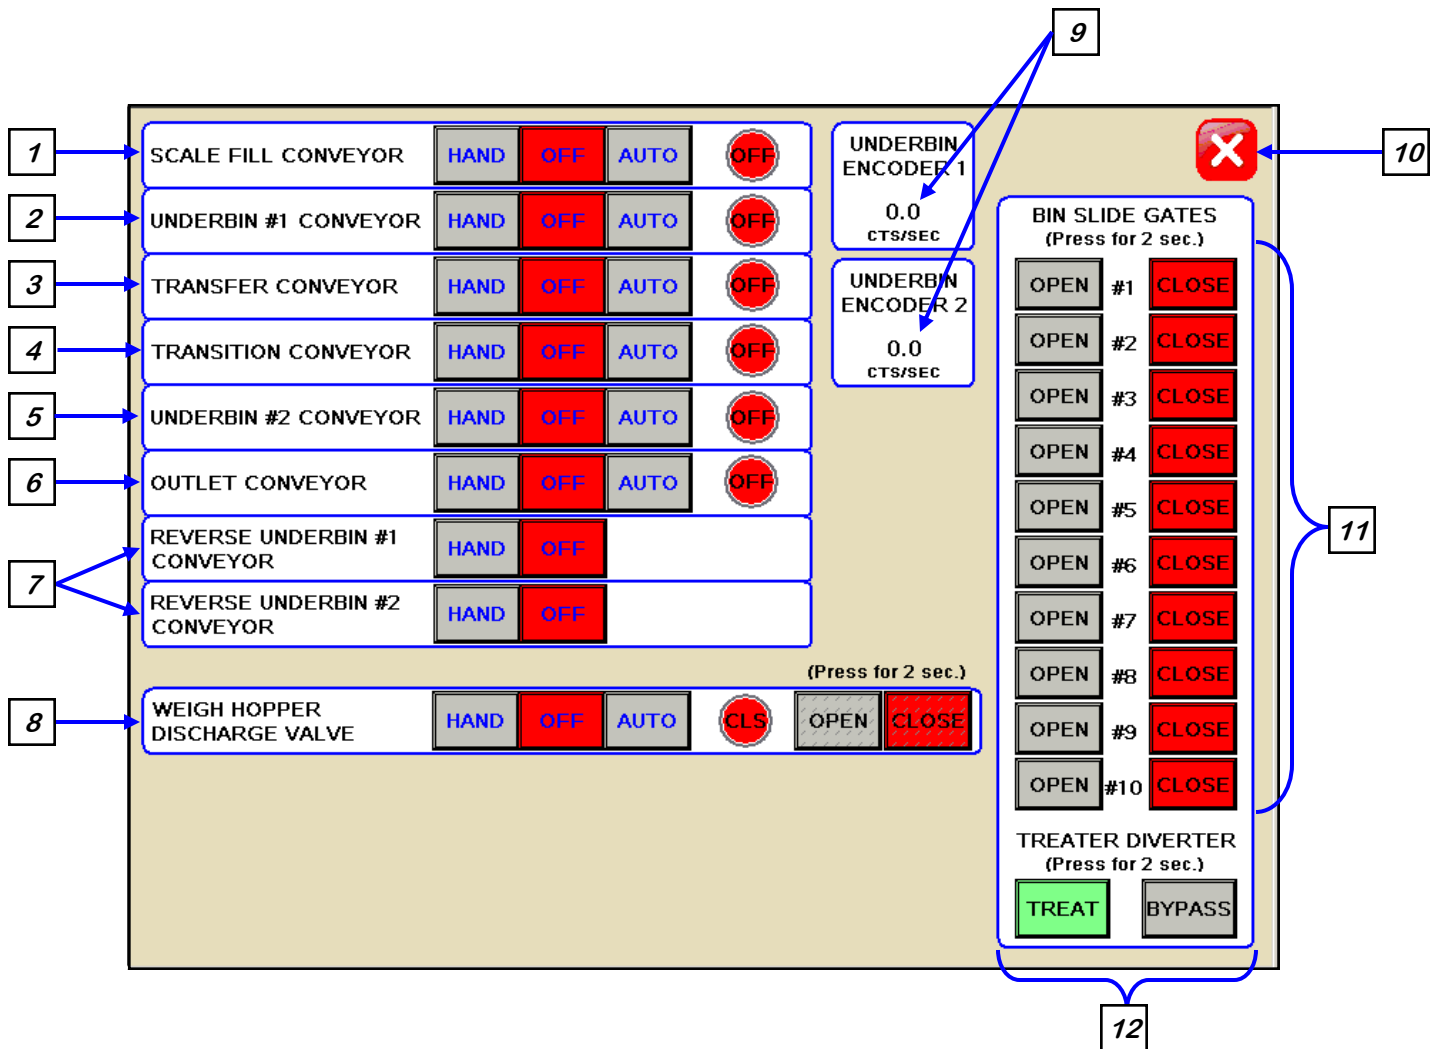 9
1
SCALE FILL CONVEYOR HAND OFF AUTO OFF
UNDERBIN
ENCODER 1
0.0
CTS/SEC
10
2
UNDERBIN #1 CONVEYOR HAND OFF AUTO OFF
3
TRANSFER CONVEYOR HAND OFF AUTO OFF
UNDERBIN
ENCODER 2
0.0
CTS/SEC
4
TRANSITION CONVEYOR HAND OFF AUTO OFF
5
UNDERBIN #2 CONVEYOR HAND OFF AUTO OFF
6
OUTLET CONVEYOR HAND OFF AUTO OFF
7
REVERSE UNDERBIN #1
CONVEYOR
HAND OFF
REVERSE UNDERBIN #2
CONVEYOR
HAND OFF
(Press for 2 sec.)
8
WEIGH HOPPER
DISCHARGE VALVE
HAND OFF AUTO CLS OPEN CLOSE
BIN SLIDE GATES
(Press for 2 sec.)
OPEN #1 CLOSE
OPEN #2 CLOSE
OPEN #3 CLOSE
OPEN #4 CLOSE
OPEN #5 CLOSE
OPEN #6 CLOSE
OPEN #7 CLOSE
OPEN #8 CLOSE
OPEN #9 CLOSE
OPEN #10 CLOSE
11
TREATER DIVERTER
(Press for 2 sec.)
TREAT BYPASS
12